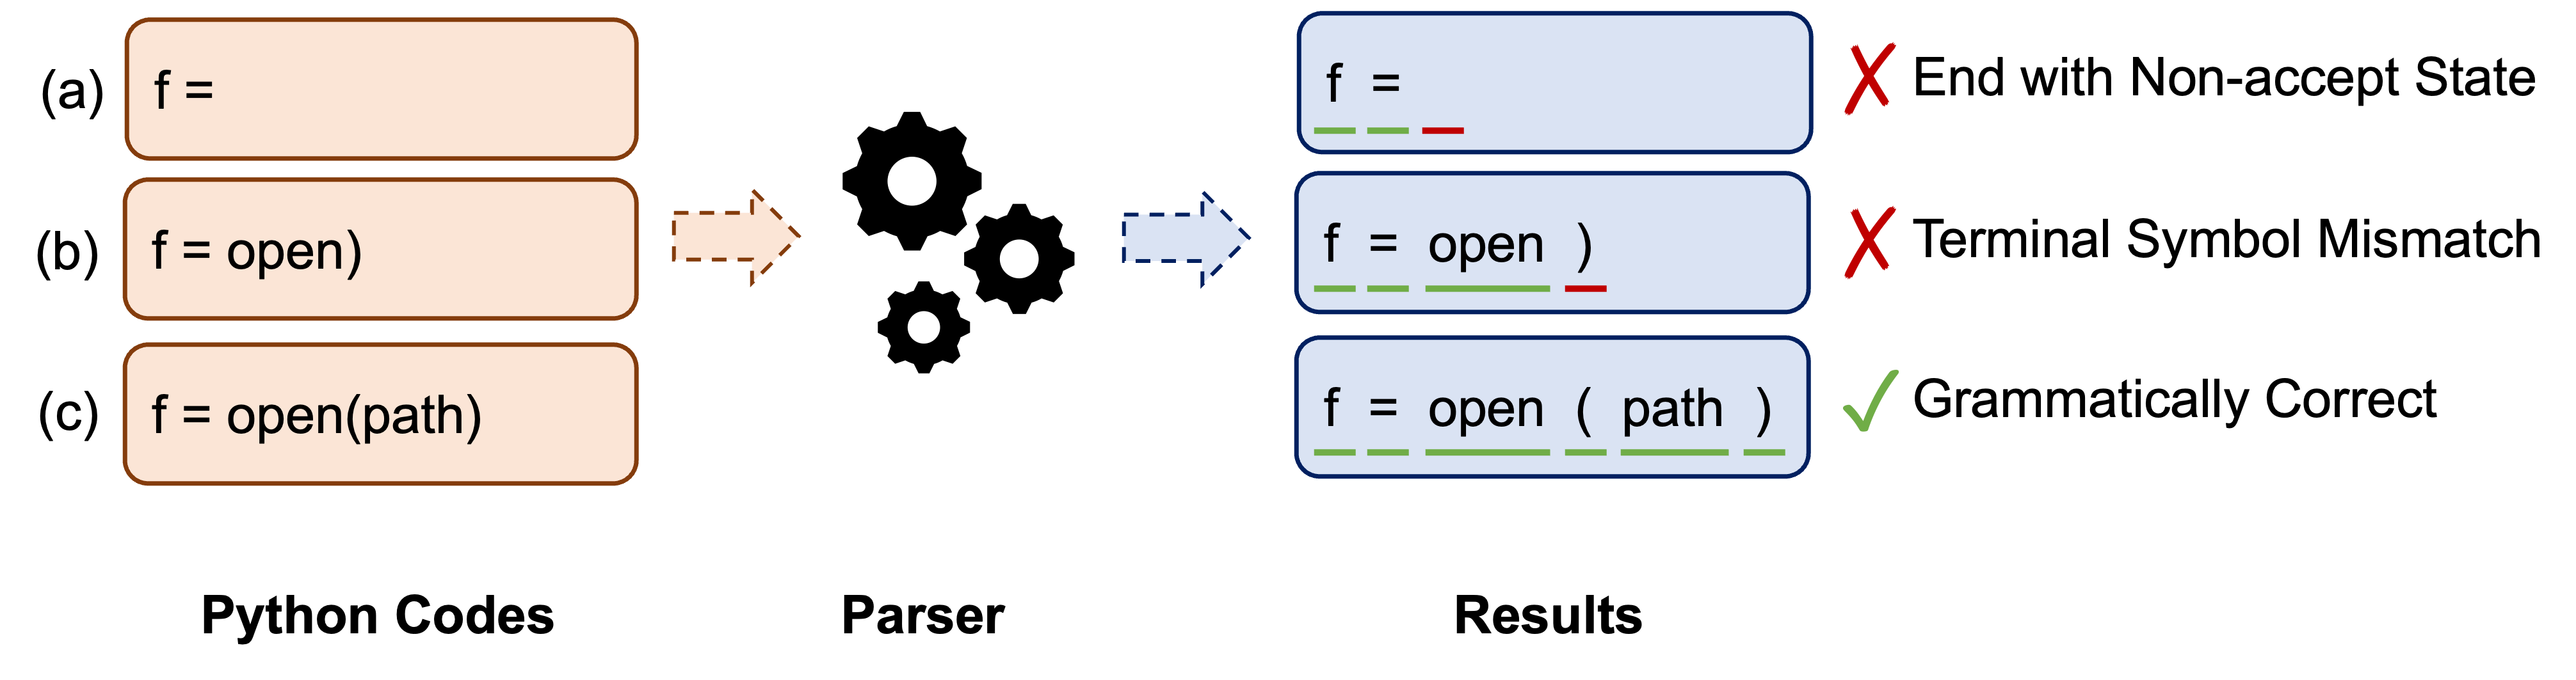 (a) f = f = End with Non-accept State
(b) f = open) f = open ) Terminal Symbol Mismatch
(c) f = open(path) f = open ( path ) Grammatically Correct
Python Codes Parser Results